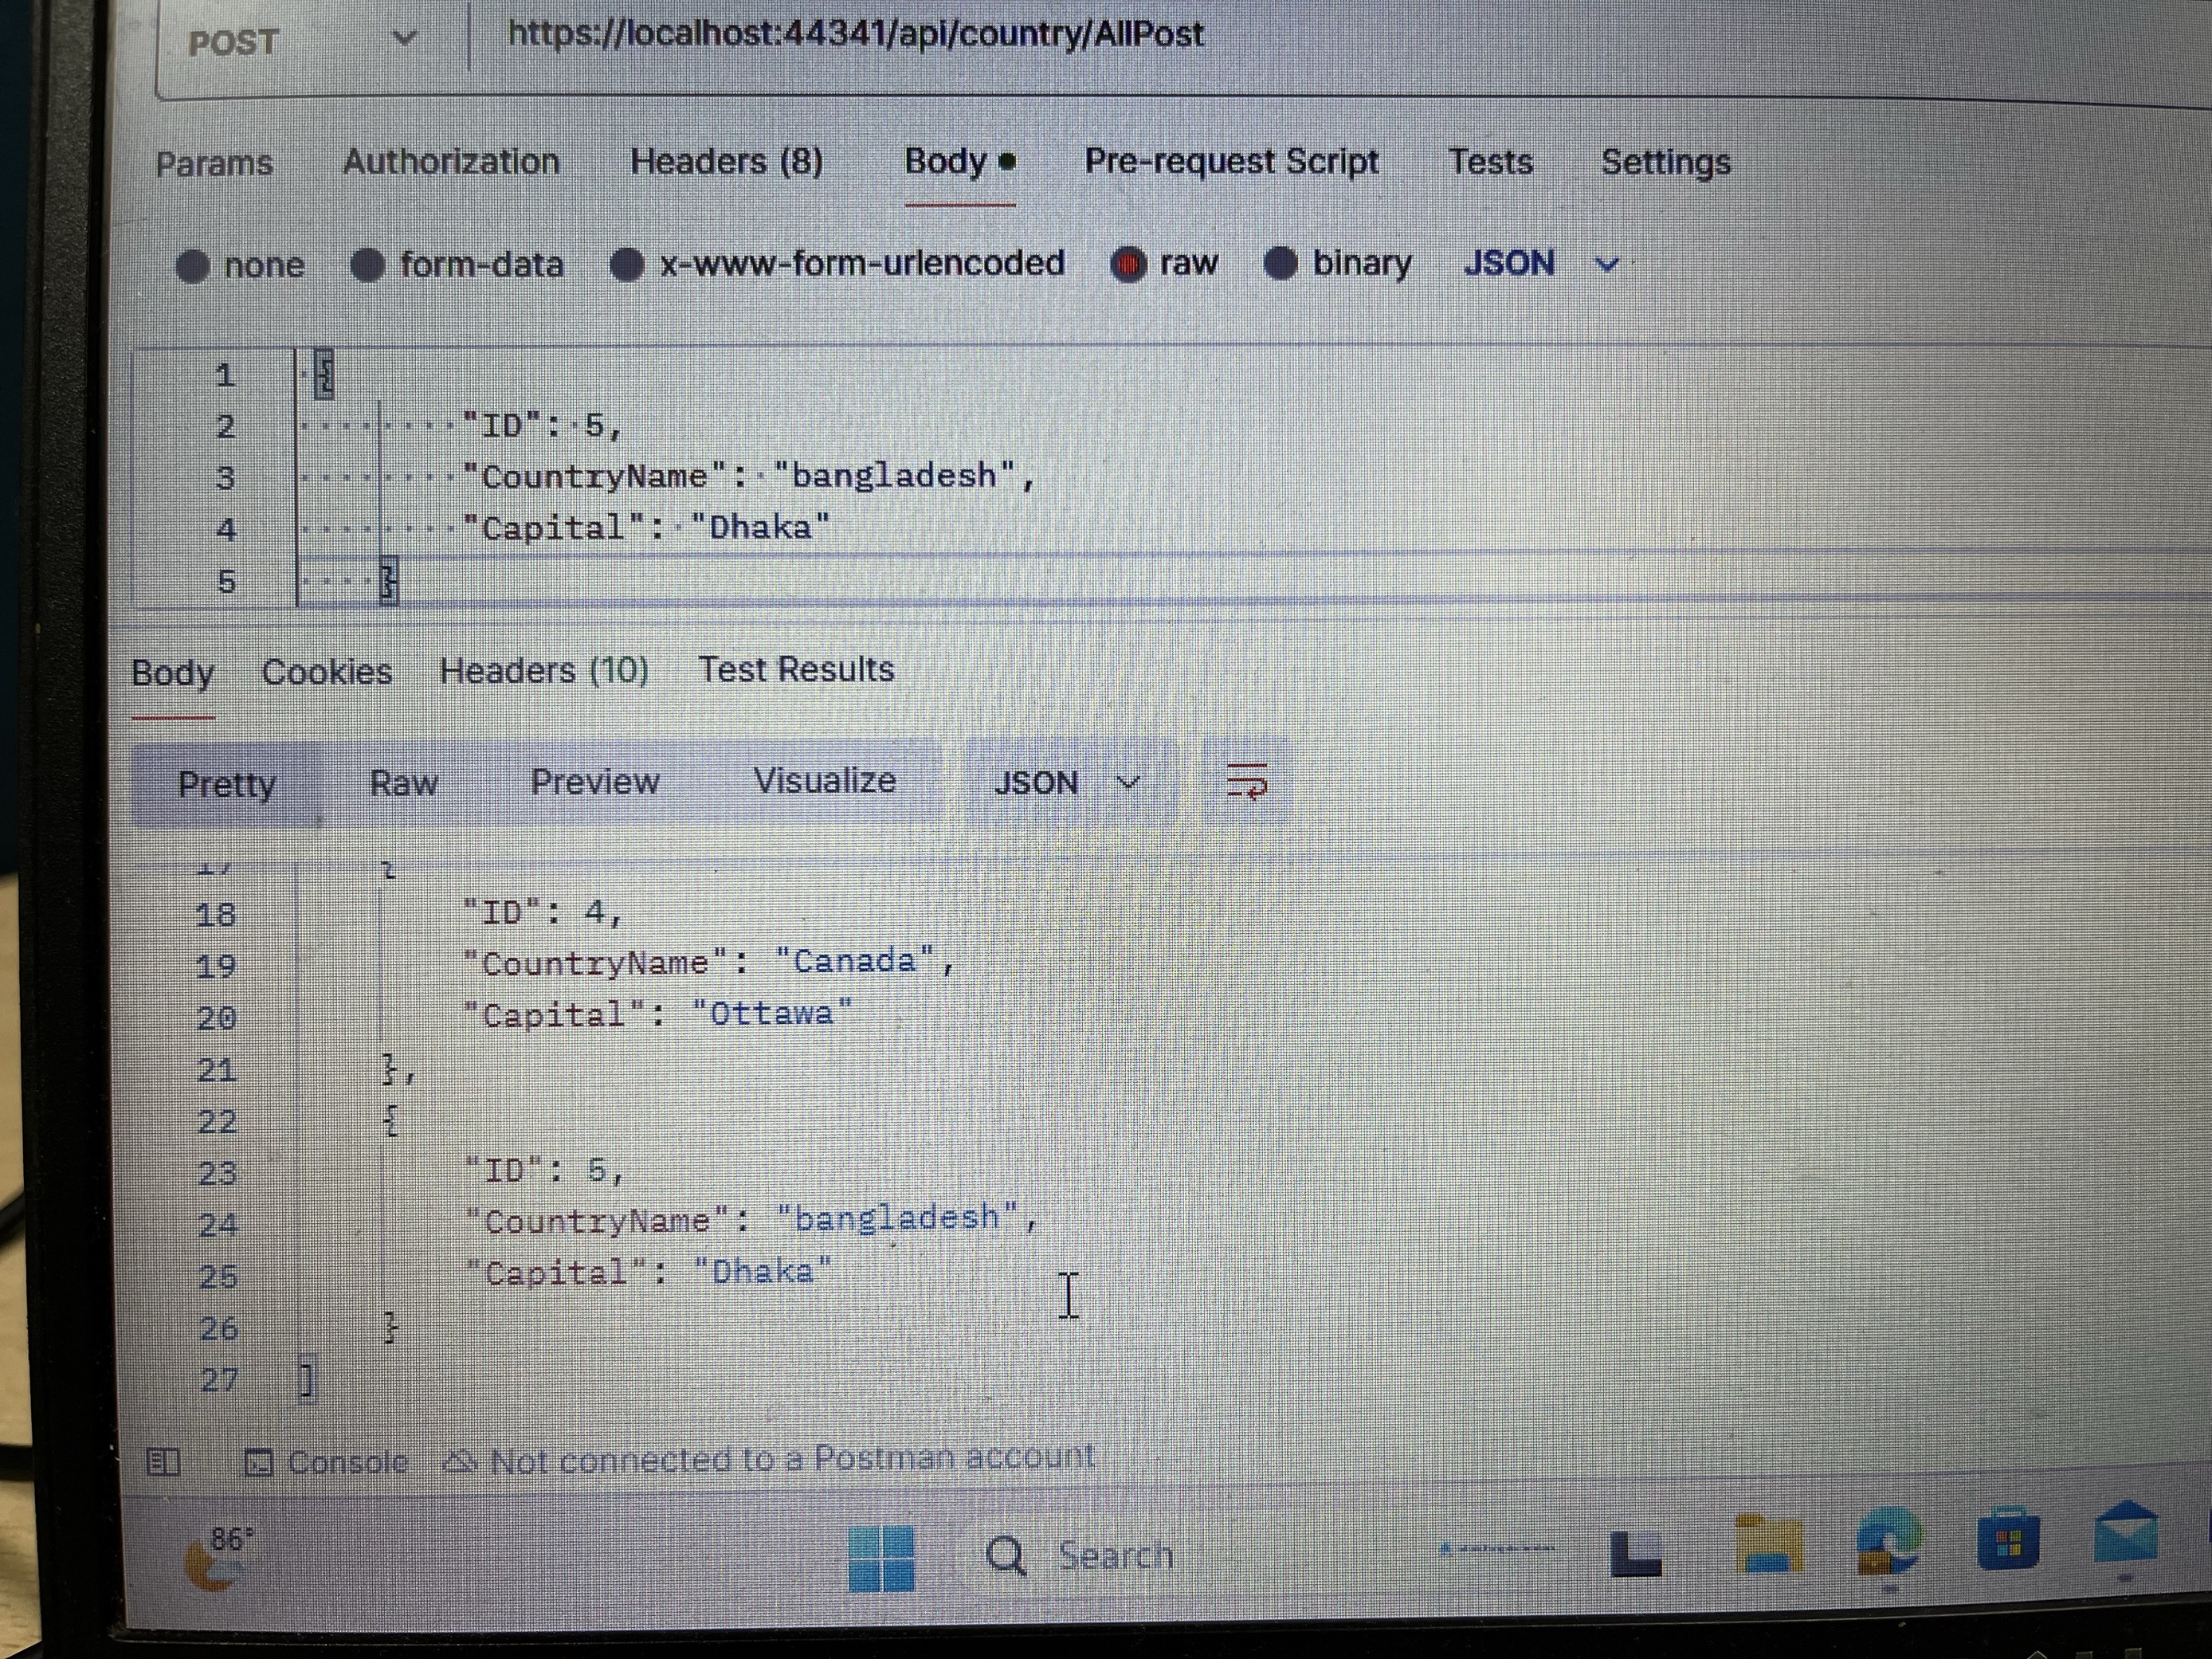 POST https://localhost:44341/api/country/AllPost
Params Authorization Headers (8) Body Pre-request Script Tests Settings
none form-data x-www-form-urlencoded raw binary JSON
1 {
2 "ID": 5,
3 "CountryName": "bangladesh",
4 "Capital": "Dhaka"
5 }
Body Cookies Headers (10) Test Results
Pretty Raw Preview Visualize JSON
17 {
18 "ID": 4,
19 "CountryName": "Canada",
20 "Capital": "Ottawa"
21 },
22 {
23 "ID": 5,
24 "CountryName": "bangladesh",
25 "Capital": "Dhaka"
26 }
27 ]
Console Not connected to a Postman account
86°
Search